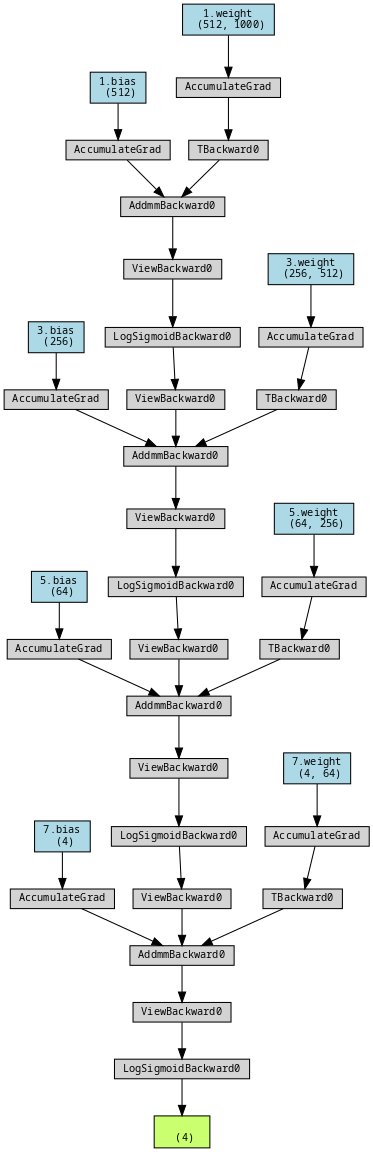 1.weight
(512, 1000)
1.bias
(512)
AccumulateGrad
AccumulateGrad
TBackward0
AddmmBackward0
ViewBackward0
3.weight
(256, 512)
3.bias
(256)
LogSigmoidBackward0
AccumulateGrad
AccumulateGrad
ViewBackward0
TBackward0
AddmmBackward0
ViewBackward0
5.weight
(64, 256)
5.bias
(64)
LogSigmoidBackward0
AccumulateGrad
AccumulateGrad
ViewBackward0
TBackward0
AddmmBackward0
ViewBackward0
7.weight
(4, 64)
7.bias
(4)
LogSigmoidBackward0
AccumulateGrad
AccumulateGrad
ViewBackward0
TBackward0
AddmmBackward0
ViewBackward0
LogSigmoidBackward0
(4)